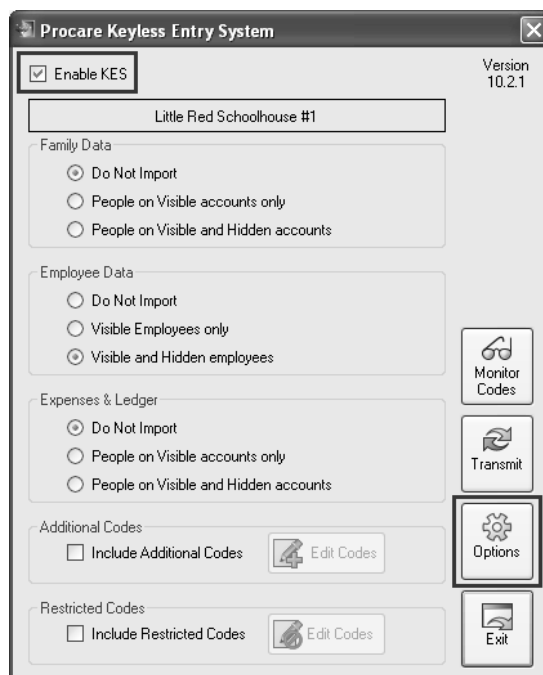 Procare Keyless Entry System
Enable KES
Version
10.2.1
Little Red Schoolhouse #1
Family Data
Do Not Import
People on Visible accounts only
People on Visible and Hidden accounts
Employee Data
Do Not Import
Visible Employees only
Visible and Hidden employees
Expenses & Ledger
Do Not Import
People on Visible accounts only
People on Visible and Hidden accounts
Additional Codes
Include Additional Codes
Edit Codes
Restricted Codes
Include Restricted Codes
Edit Codes
Monitor
Codes
Transmit
Options
Exit